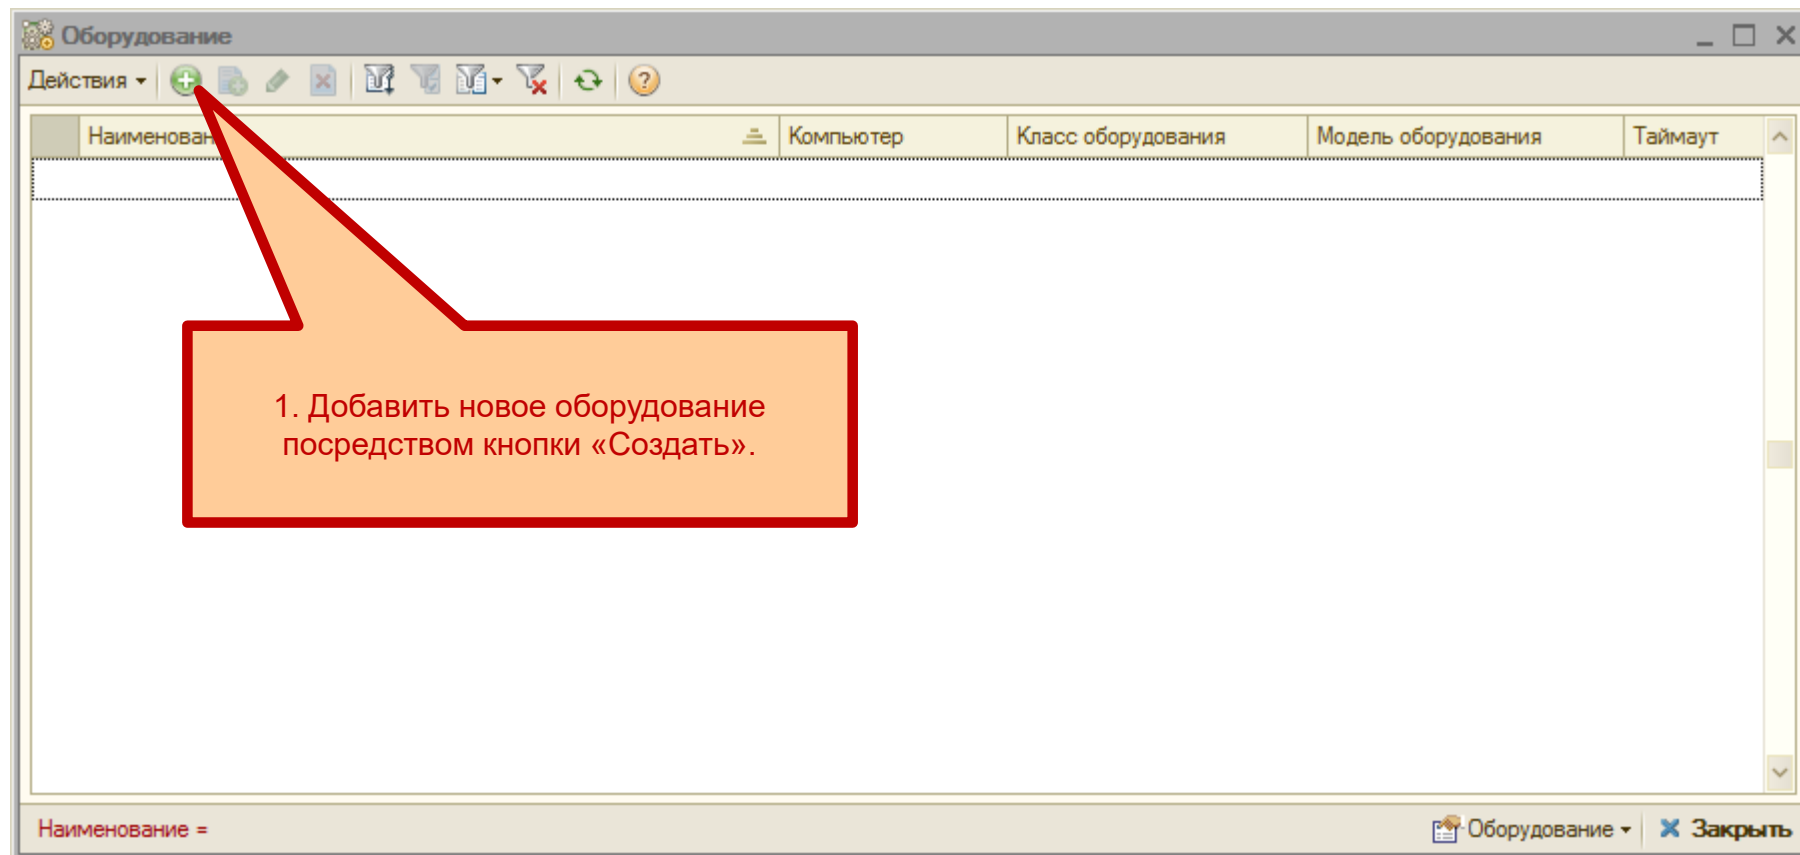 Оборудование
Действия
Наименован Компьютер Класс оборудования Модель оборудования Таймаут
1. Добавить новое оборудование
посредством кнопки «Создать».
Наименование = Оборудование Закрыть